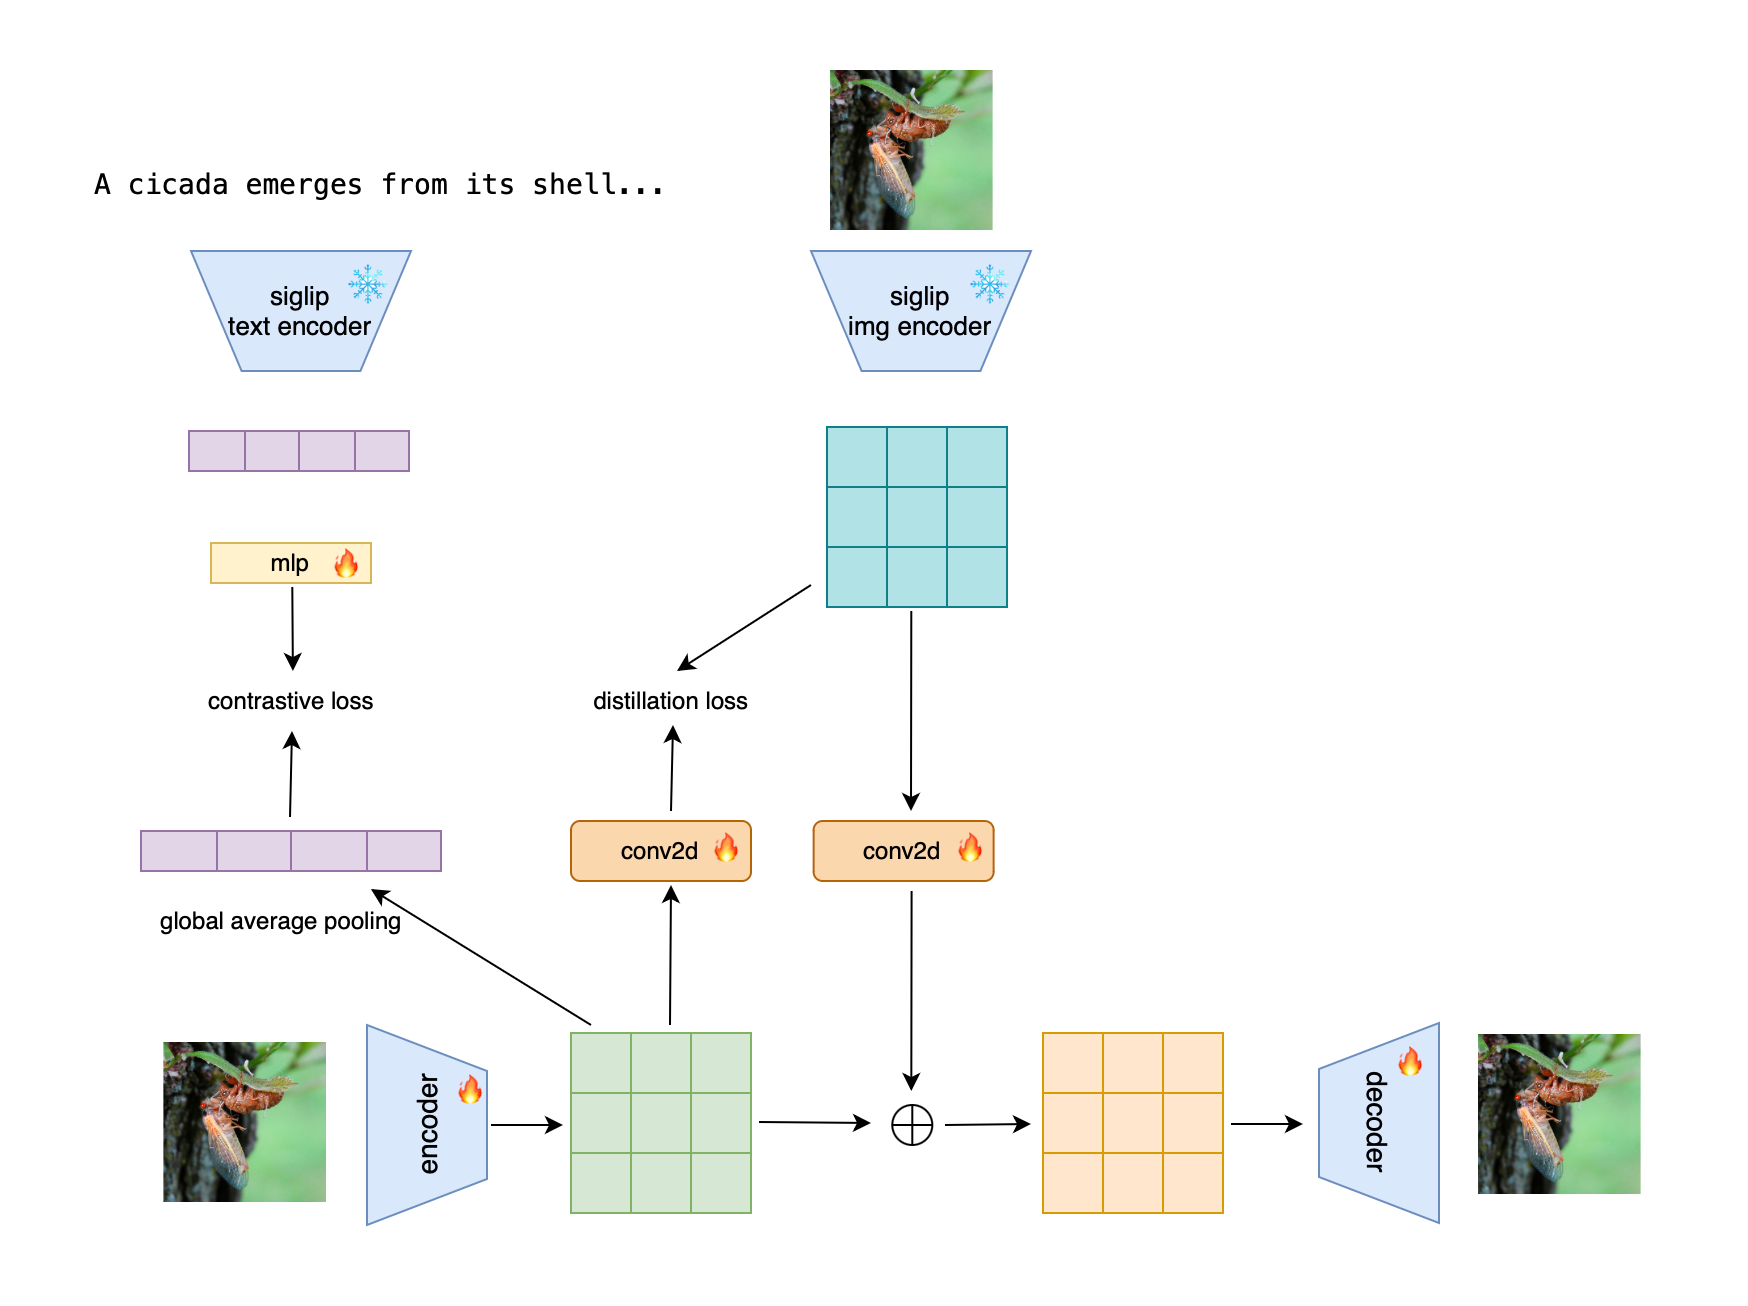 A cicada emerges from its shell...
siglip
text encoder
siglip
img encoder
mlp
contrastive loss
distillation loss
conv2d
conv2d
global average pooling
encoder
decoder